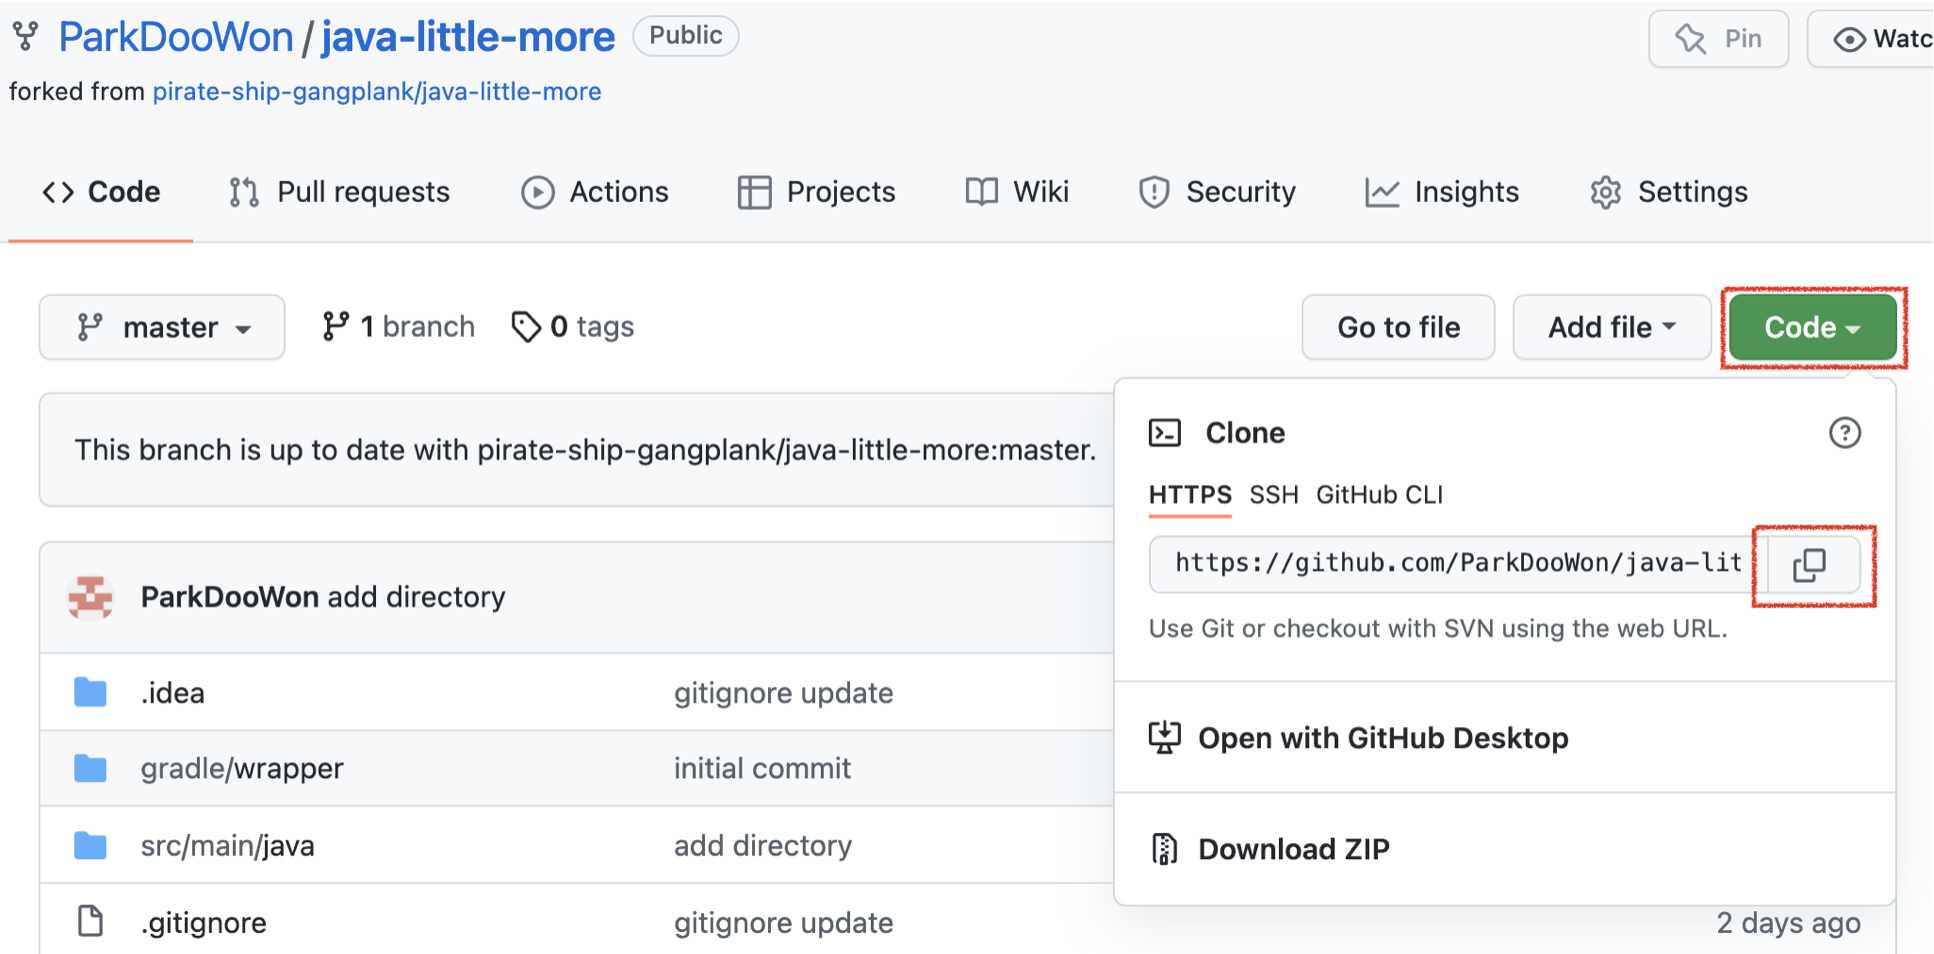 ParkDooWon / java-little-more Public Pin Watc
forked from pirate-ship-gangplank/java-little-more
Code Pull requests Actions Projects Wiki Security Insights Settings
master 1 branch 0 tags Go to file Add file Code
This branch is up to date with pirate-ship-gangplank/java-little-more:master.
Clone
HTTPS SSH GitHub CLI
https://github.com/ParkDooWon/java-lit
Use Git or checkout with SVN using the web URL.
Open with GitHub Desktop
Download ZIP
ParkDooWon add directory
.idea gitignore update
gradle/wrapper initial commit
src/main/java add directory
.gitignore gitignore update 2 days ago